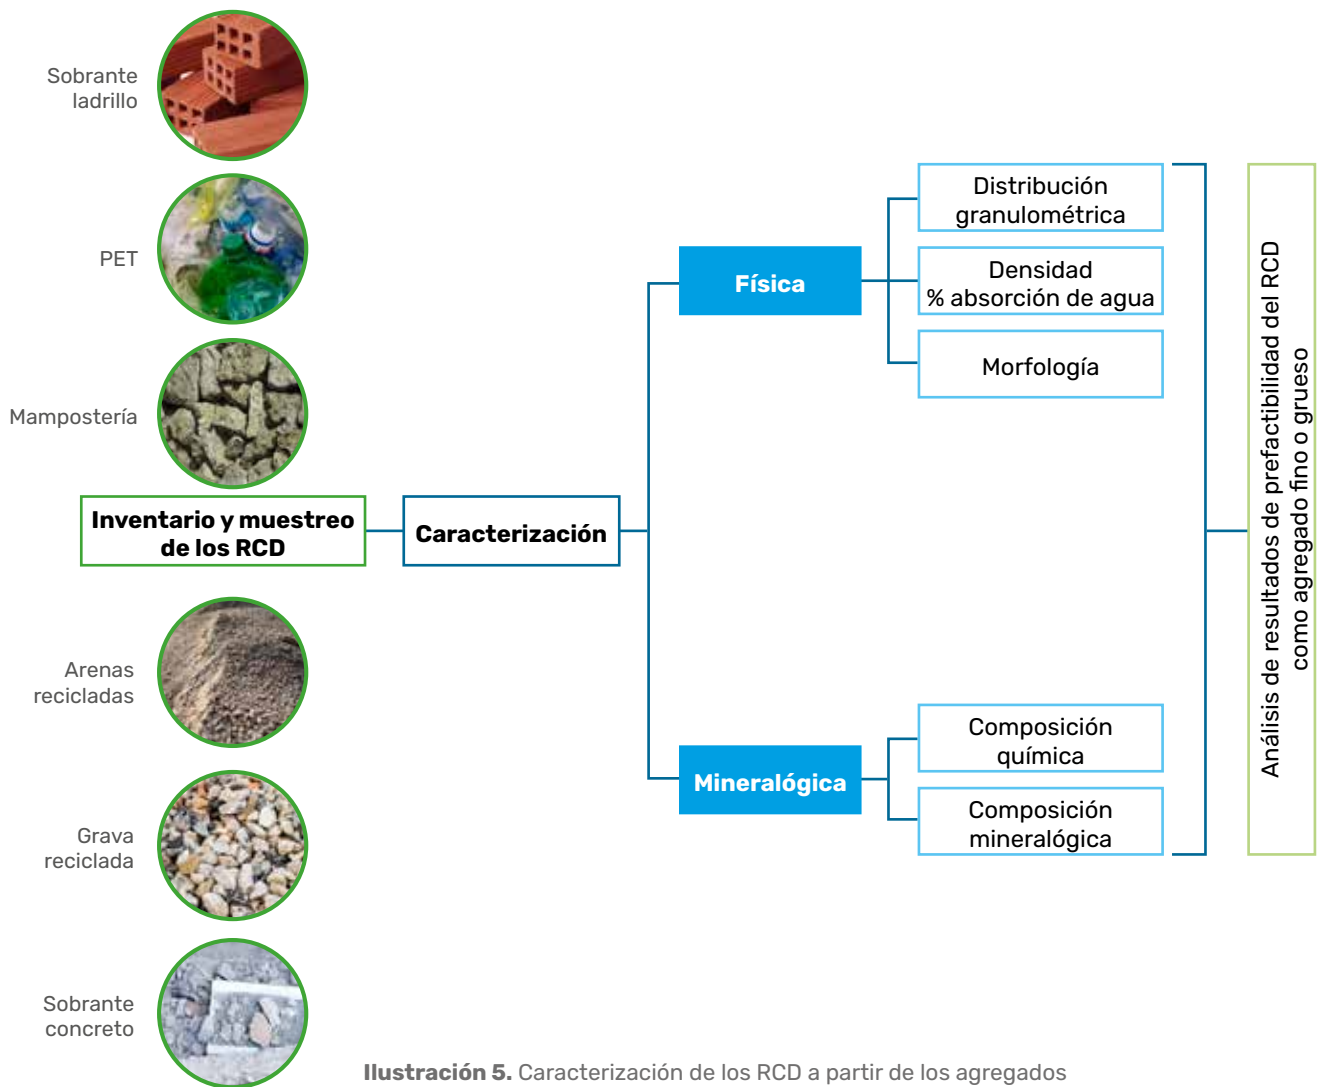 Sobrante
ladrillo
PET
Mampostería
Inventario y muestreo
de los RCD
Arenas
recicladas
Grava
reciclada
Sobrante
concreto
Caracterización
Física
Distribución
granulométrica
Densidad
% absorción de agua
Morfología
Mineralógica
Composición
química
Composición
mineralógica
Análisis de resultados de prefactibilidad del RCD
como agregado fino o grueso
Ilustración 5. Caracterización de los RCD a partir de los agregados